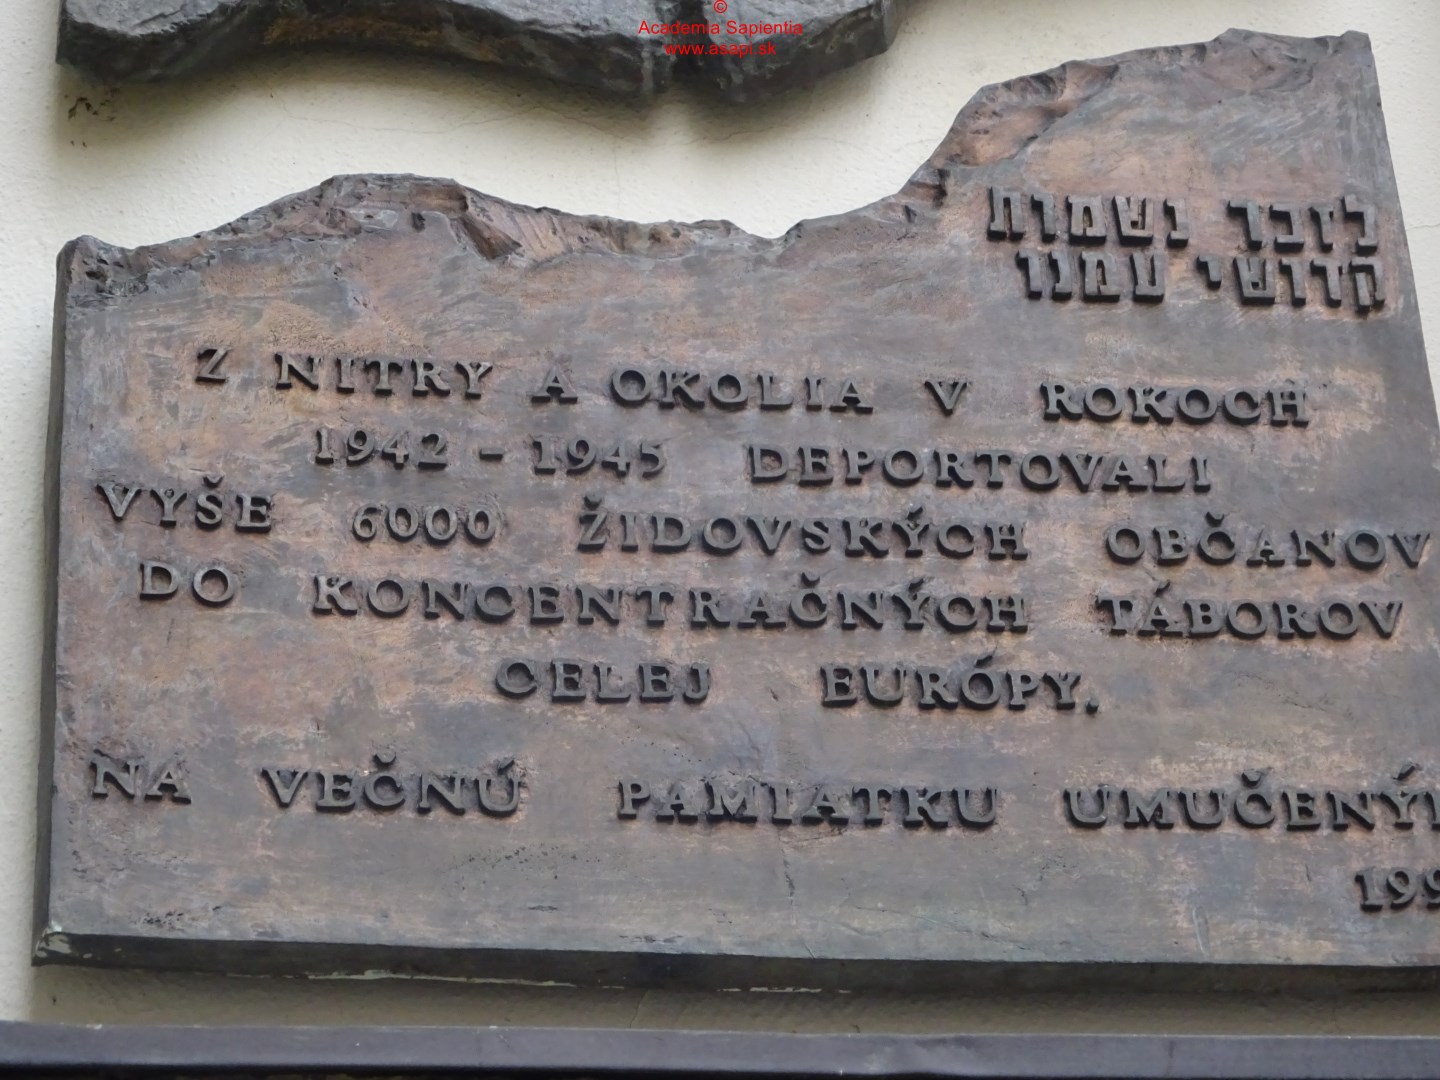 ©
Academia Sapientia
www.asapi.sk
לזכר נשמות
קדושי עמנו
Z NITRY A OKOLIA V ROKOCH
1942 - 1945 DEPORTOVALI
VYŠE 6000 ŽIDOVSKÝCH OBČANOV
DO KONCENTRAČNÝCH TÁBOROV
CELEJ EURÓPY.
NA VEČNÚ PAMIATKU